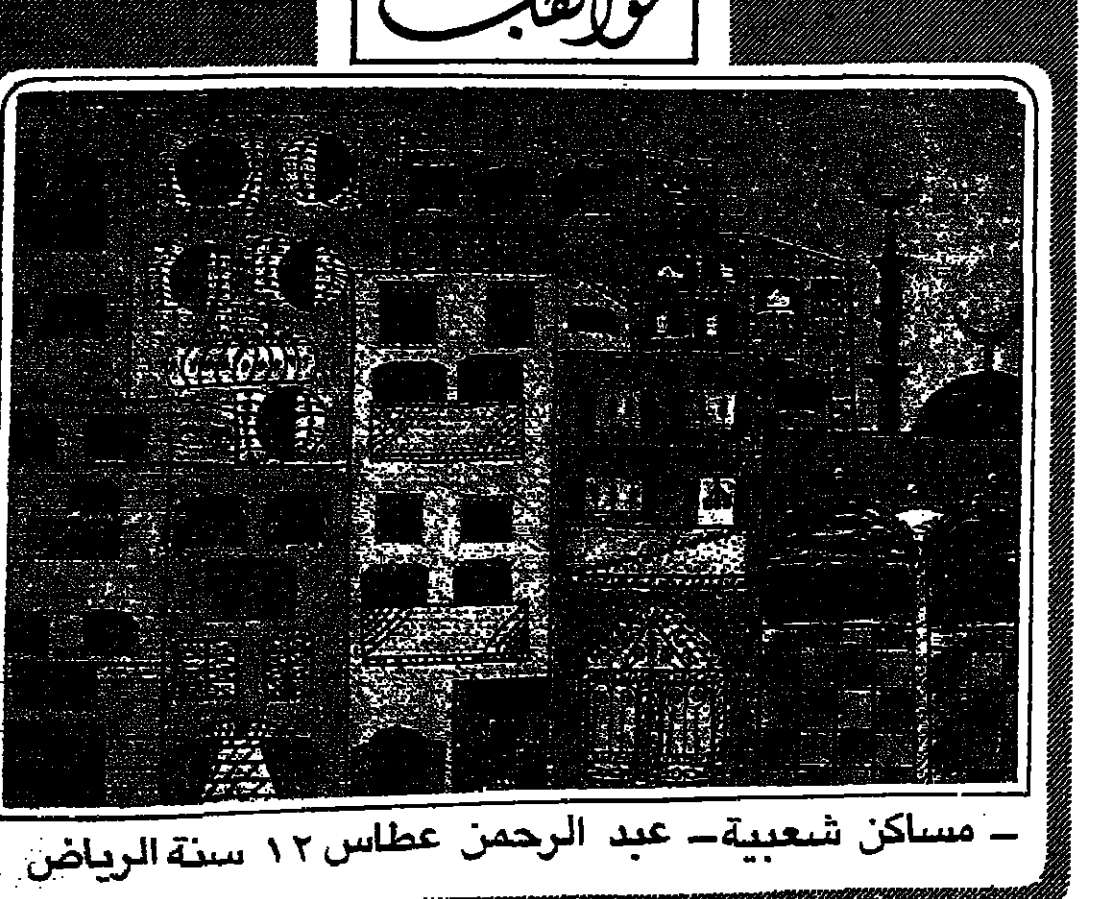 ـ مساكن شعبية ـ عبد الرحمن عطاس ١٢ سنة الرياض